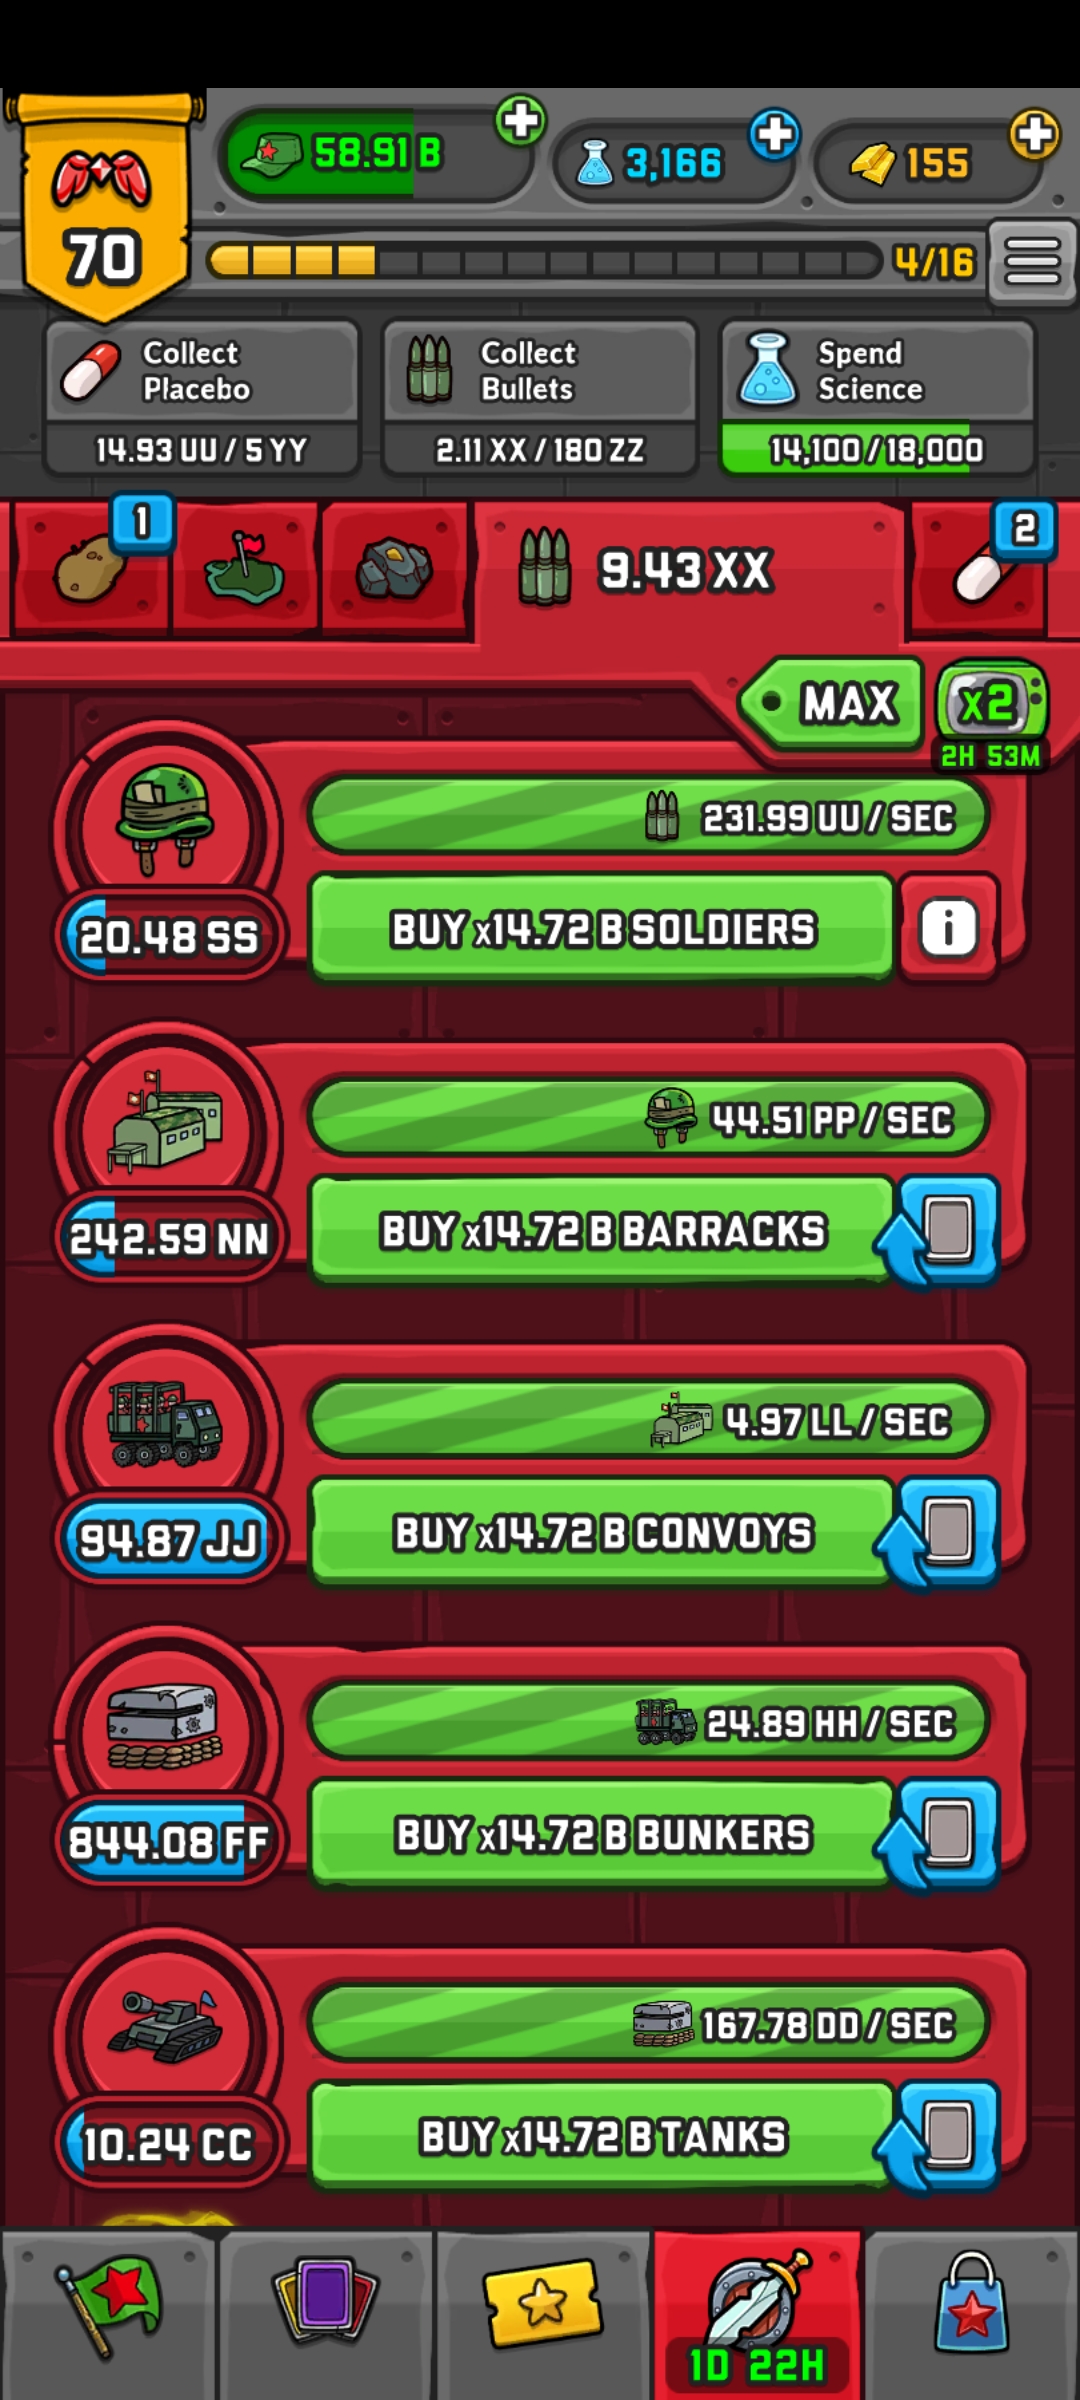 70
58.91 B
3,166
155
4/16
Collect
Placebo
14.93 UU / 5 YY
Collect
Bullets
2.11 XX / 180 ZZ
Spend
Science
14,100 / 18,000
1
9.43 XX
2
MAX
x2
2H 53M
231.99 UU / SEC
20.48 SS
BUY x14.72 B SOLDIERS
i
44.51 PP / SEC
242.59 NN
BUY x14.72 B BARRACKS
4.97 LL / SEC
94.87 JJ
BUY x14.72 B CONVOYS
24.89 HH / SEC
844.08 FF
BUY x14.72 B BUNKERS
167.78 DD / SEC
10.24 CC
BUY x14.72 B TANKS
1D 22H